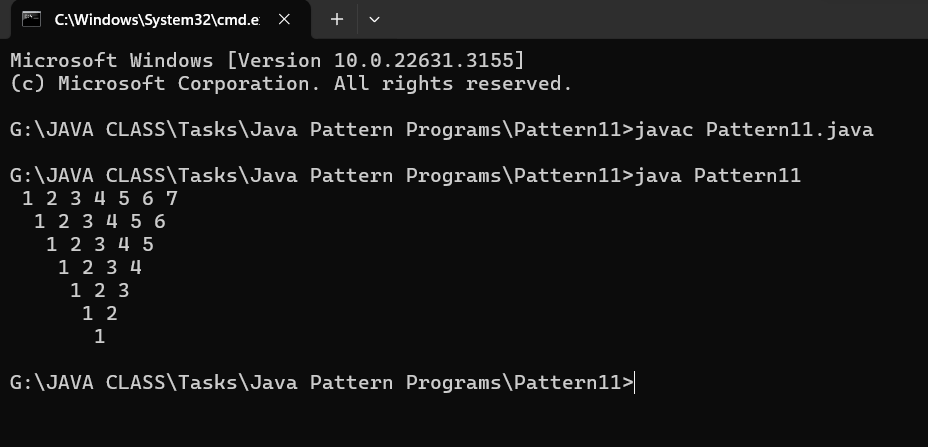 C:\Windows\System32\cmd.e
Microsoft Windows [Version 10.0.22631.3155]
(c) Microsoft Corporation. All rights reserved.
G:\JAVA CLASS\Tasks\Java Pattern Programs\Pattern11>javac Pattern11.java
G:\JAVA CLASS\Tasks\Java Pattern Programs\Pattern11>java Pattern11
 1 2 3 4 5 6 7
  1 2 3 4 5 6
   1 2 3 4 5
    1 2 3 4
     1 2 3
      1 2
       1
G:\JAVA CLASS\Tasks\Java Pattern Programs\Pattern11>